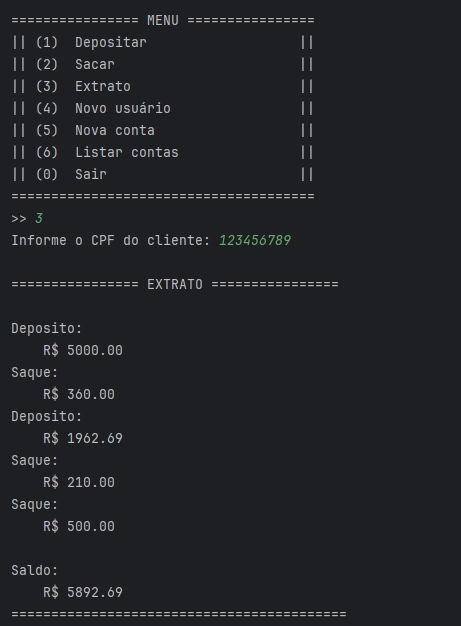 ================ MENU ================
|| (1)  Depositar                   ||
|| (2)  Sacar                       ||
|| (3)  Extrato                     ||
|| (4)  Novo usuário                ||
|| (5)  Nova conta                  ||
|| (6)  Listar contas               ||
|| (0)  Sair                        ||
======================================
>> 3
Informe o CPF do cliente: 123456789

================ EXTRATO ================

Deposito:
    R$ 5000.00
Saque:
    R$ 360.00
Deposito:
    R$ 1962.69
Saque:
    R$ 210.00
Saque:
    R$ 500.00

Saldo:
    R$ 5892.69
==========================================